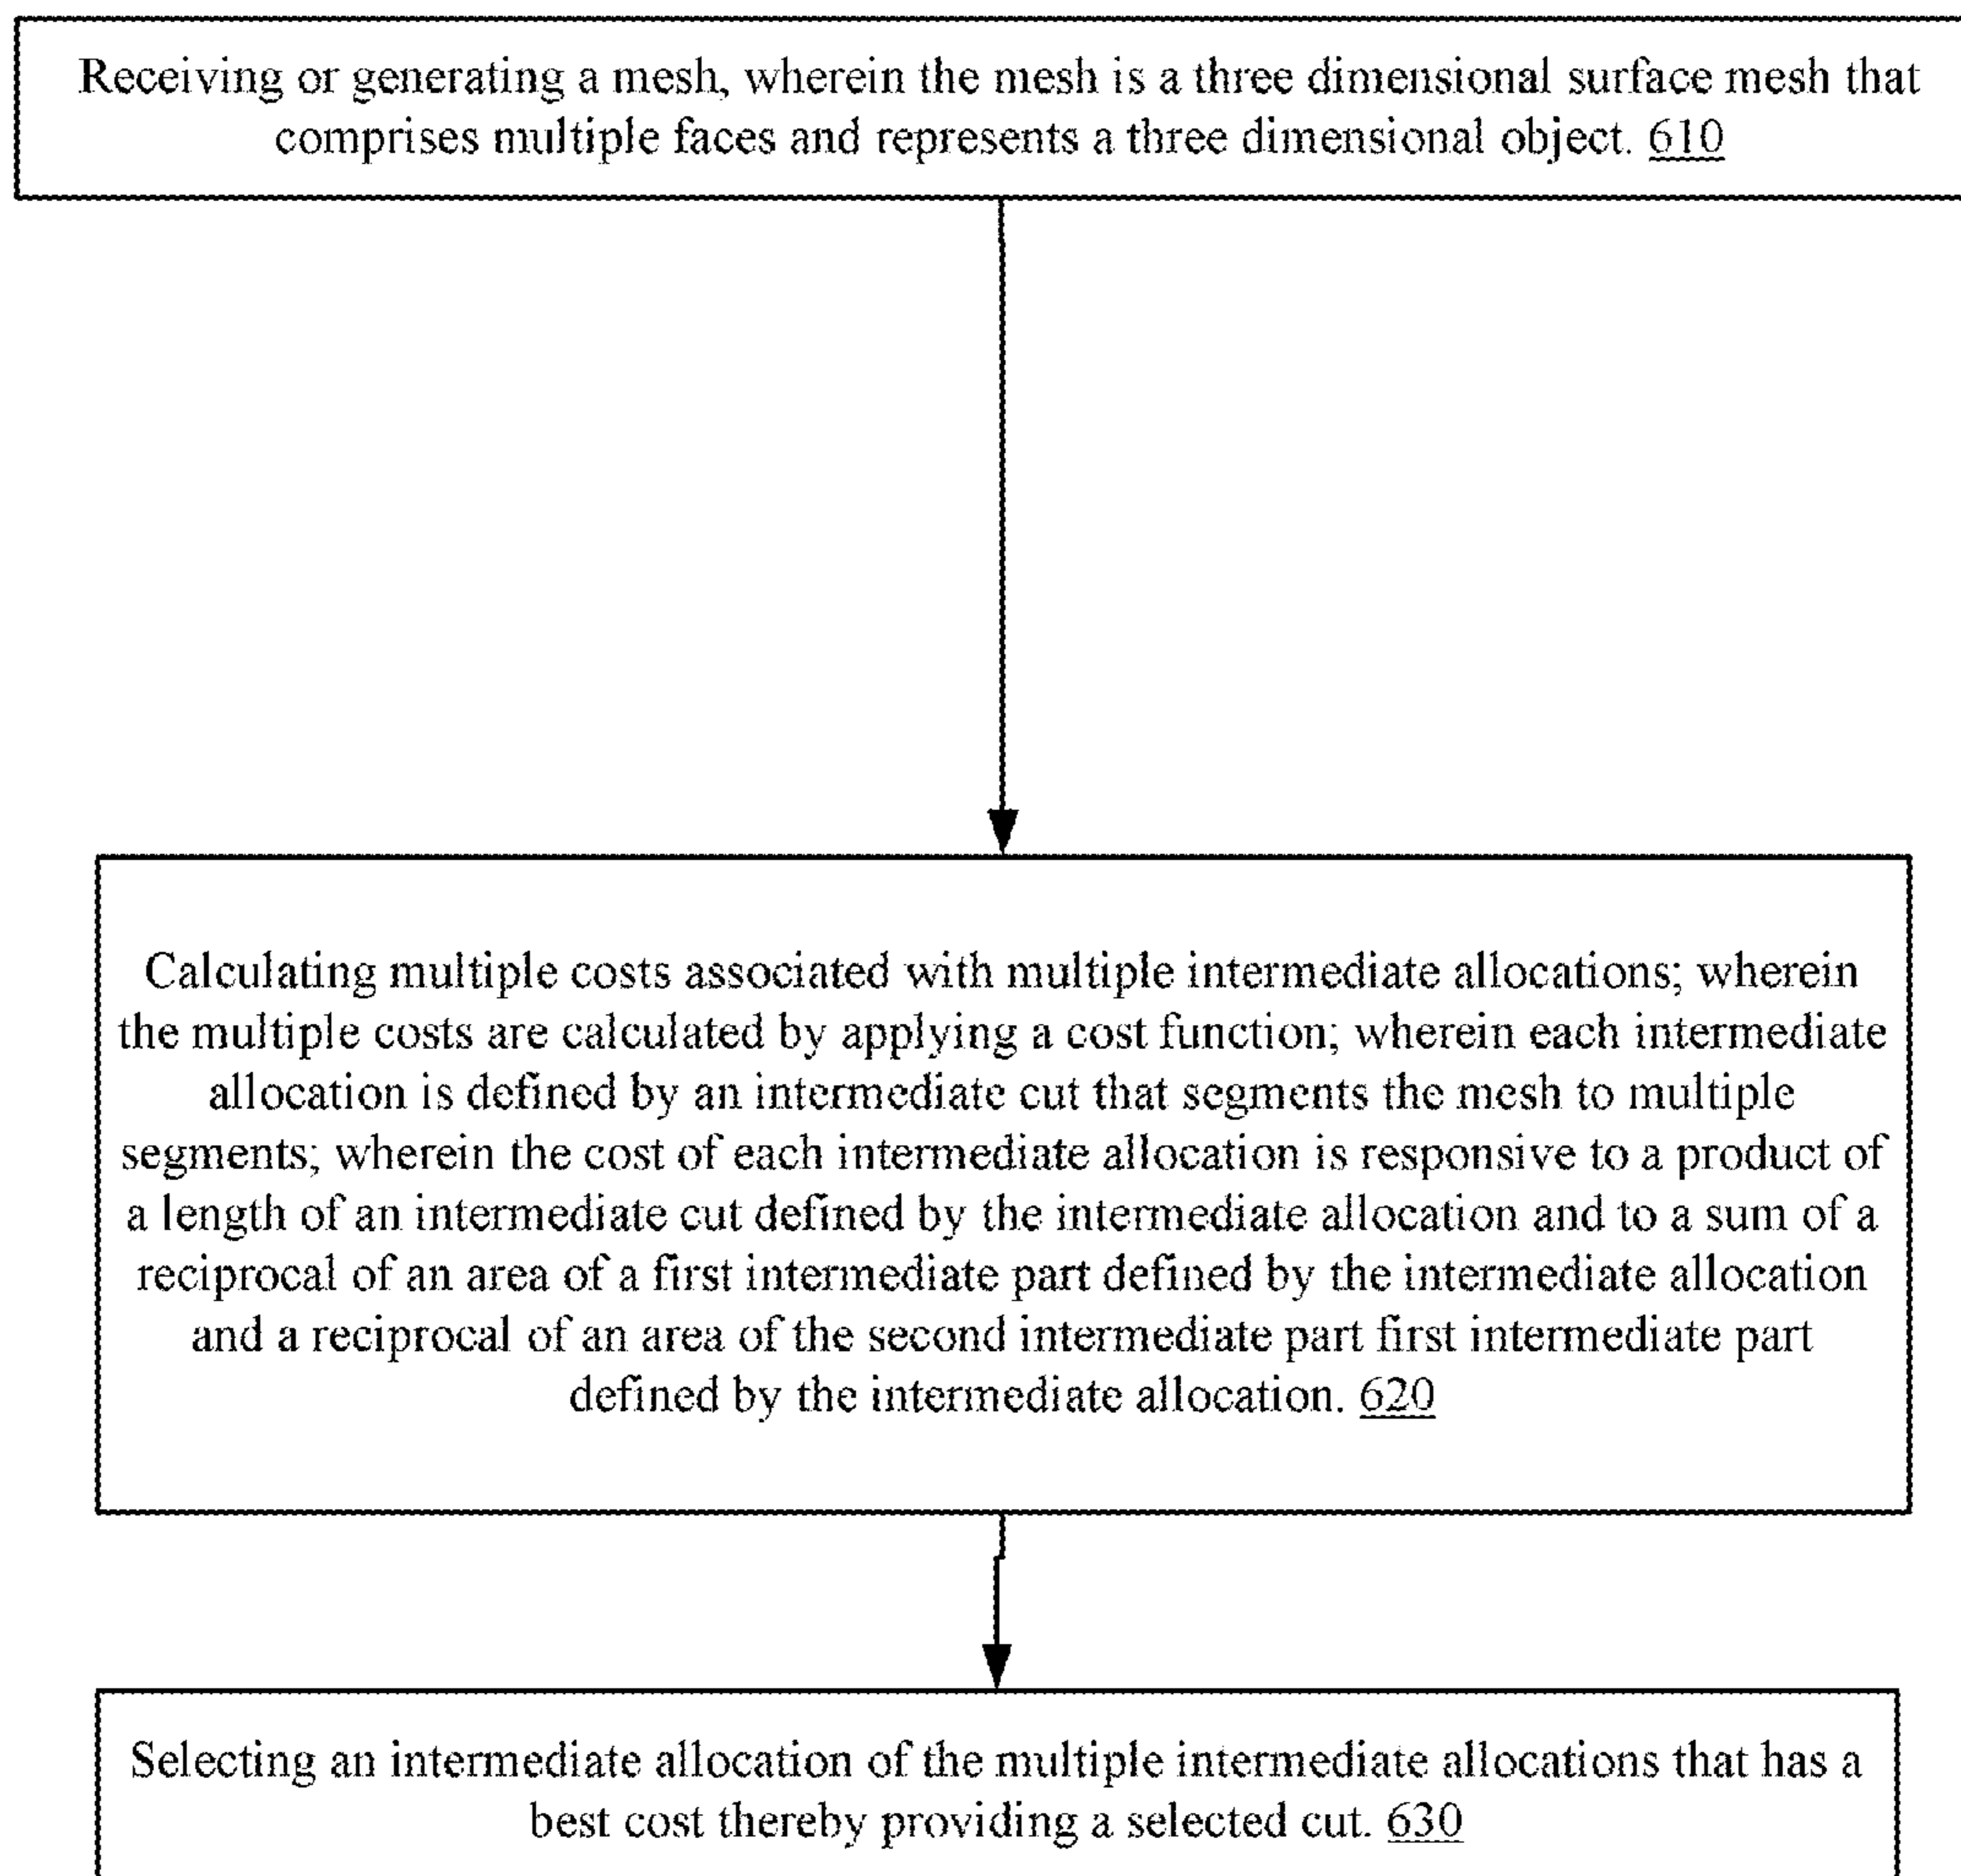 Receiving or generating a mesh, wherein the mesh is a three dimensional surface mesh that
comprises multiple faces and represents a three dimensional object. 610
Calculating multiple costs associated with multiple intermediate allocations; wherein
the multiple costs are calculated by applying a cost function; wherein each intermediate
allocation is defined by an intermediate cut that segments the mesh to multiple
segments; wherein the cost of each intermediate allocation is responsive to a product of
a length of an intermediate cut defined by the intermediate allocation and to a sum of a
reciprocal of an area of a first intermediate part defined by the intermediate allocation
and a reciprocal of an area of the second intermediate part first intermediate part
defined by the intermediate allocation. 620
Selecting an intermediate allocation of the multiple intermediate allocations that has a
best cost thereby providing a selected cut. 630